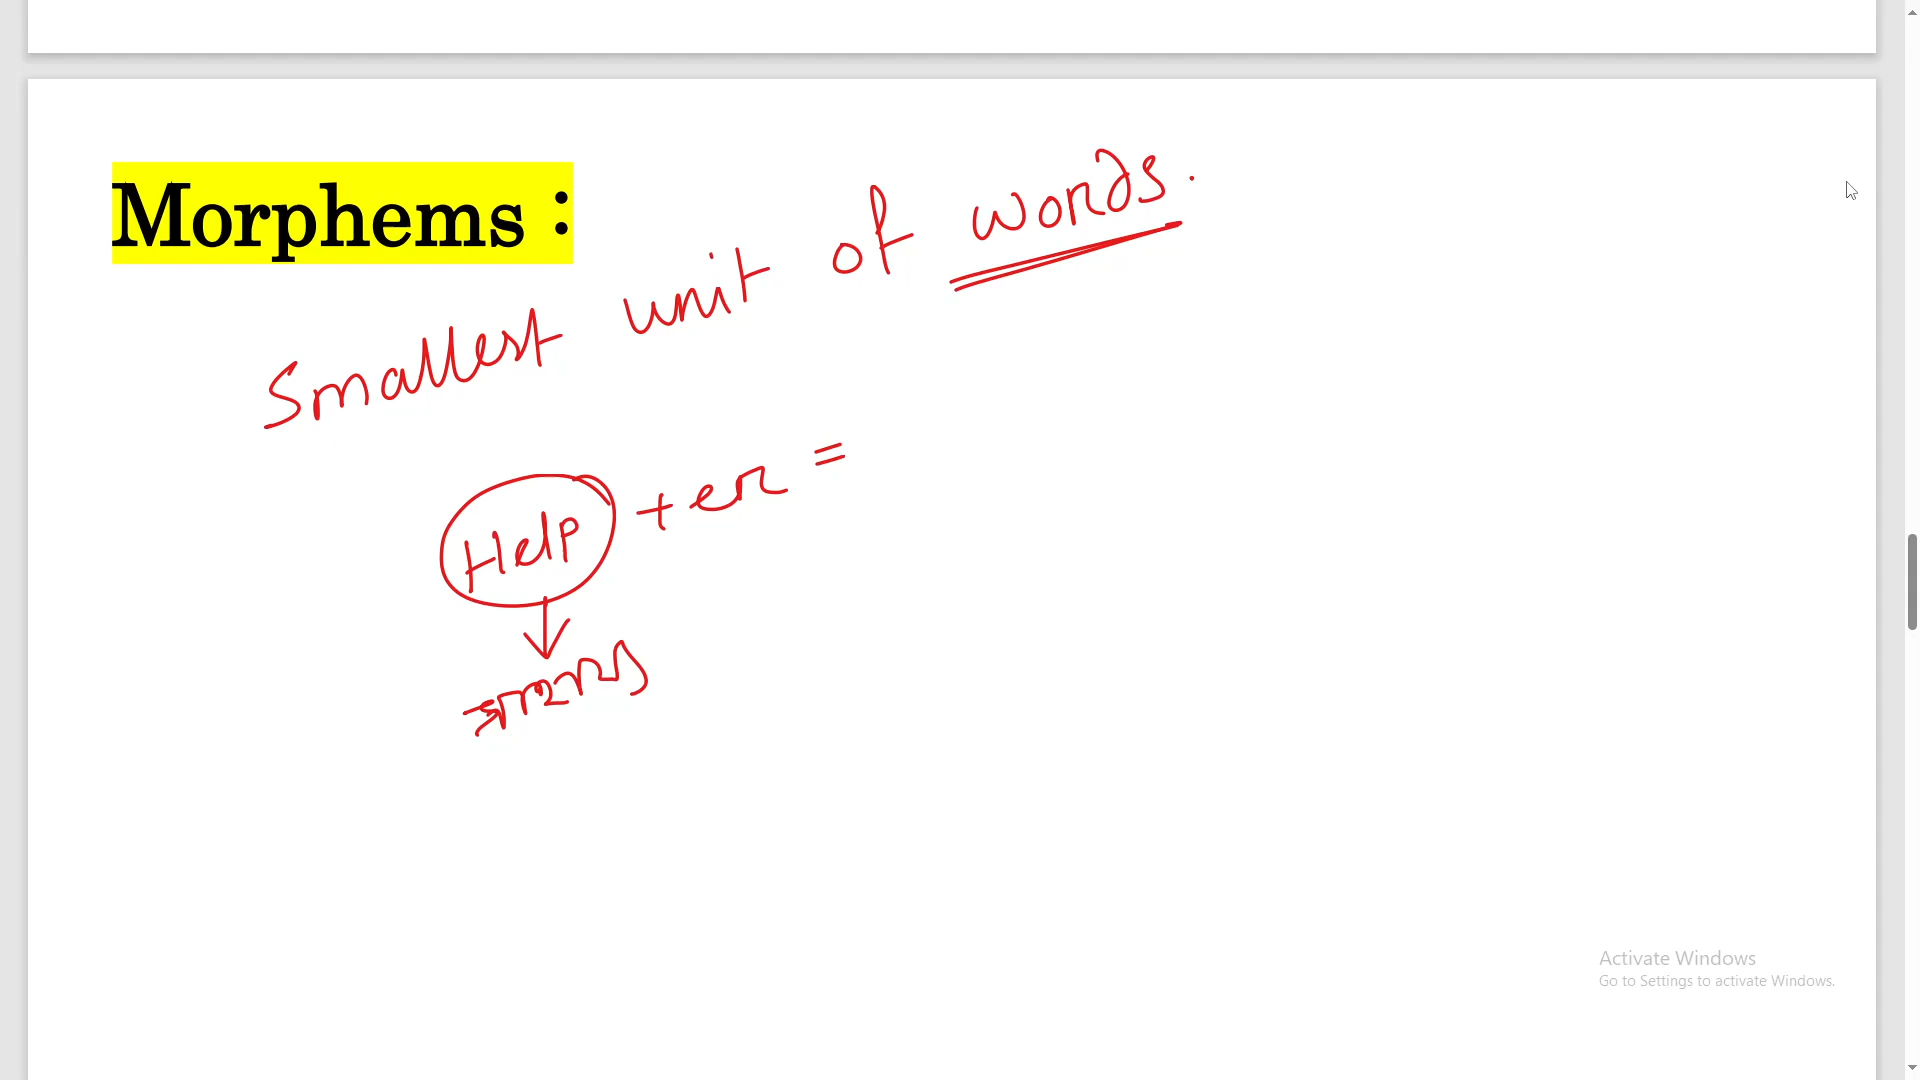 Morphems :
Smallest unit of words.
Help + er =
সাহায্য
Activate Windows
Go to Settings to activate Windows.